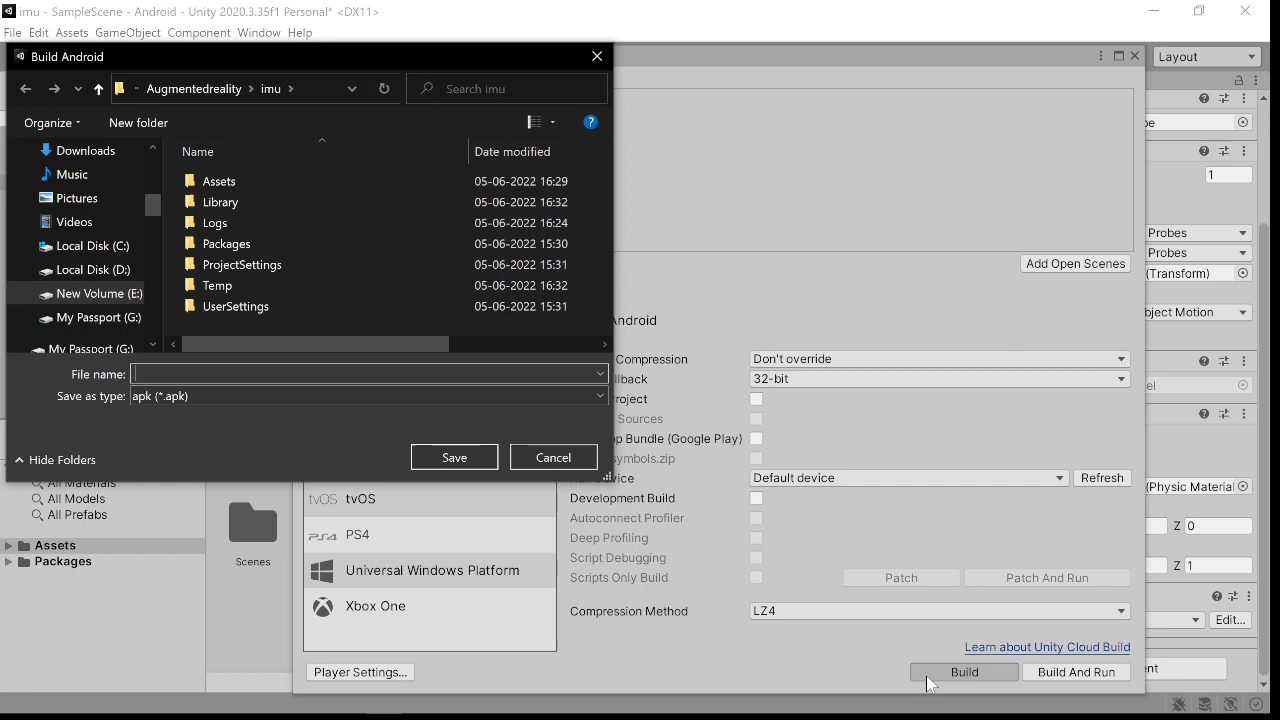 imu - SampleScene - Android - Unity 2020.3.35f1 Personal* <DX11>
File Edit Assets GameObject Component Window Help
Build Android
Layout
Augmentedreality > imu >
Search imu
Organize
New folder
Downloads
Music
Pictures
Videos
Local Disk (C:)
Local Disk (D:)
New Volume (E:)
My Passport (G:)
My Passport (G:)
Name Date modified
Assets 05-06-2022 16:29
Library 05-06-2022 16:32
Logs 05-06-2022 16:24
Packages 05-06-2022 15:30
ProjectSettings 05-06-2022 15:31
Temp 05-06-2022 16:32
UserSettings 05-06-2022 15:31
File name:
Save as type: apk (*.apk)
Hide Folders
Save
Cancel
1
Probes
Probes
(Transform)
bject Motion
(Physic Material
Z 0
Z 1
Edit...
Add Open Scenes
Android
Compression Don't override
llback 32-bit
roject
Sources
p Bundle (Google Play)
symbols.zip
Default device Refresh
Development Build
Autoconnect Profiler
Deep Profiling
Script Debugging
Scripts Only Build
Patch
Patch And Run
Compression Method LZ4
Learn about Unity Cloud Build
Player Settings...
Build
Build And Run
tvOS tvOS
PS4 PS4
Universal Windows Platform
Xbox One
All Materials
All Models
All Prefabs
Assets
Packages
Scenes